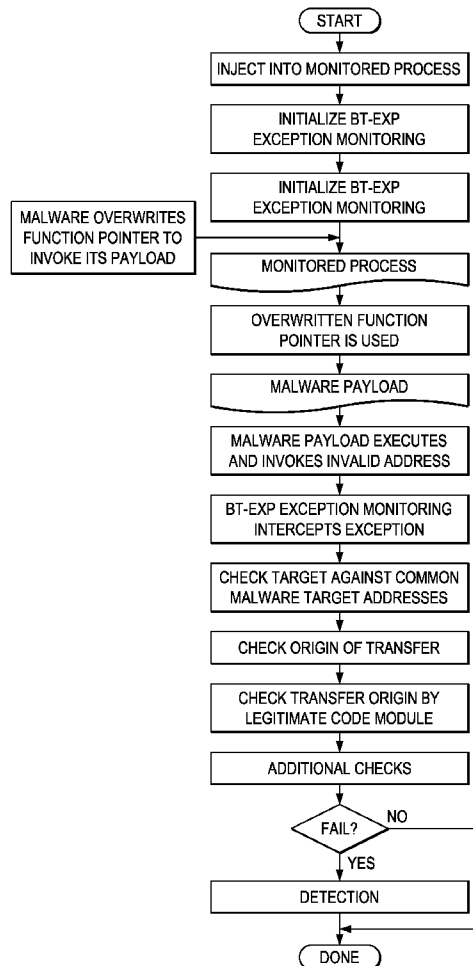 START
INJECT INTO MONITORED PROCESS
INITIALIZE BT-EXP
EXCEPTION MONITORING
INITIALIZE BT-EXP
EXCEPTION MONITORING
MALWARE OVERWRITES
FUNCTION POINTER TO
INVOKE ITS PAYLOAD
MONITORED PROCESS
OVERWRITTEN FUNCTION
POINTER IS USED
MALWARE PAYLOAD
MALWARE PAYLOAD EXECUTES
AND INVOKES INVALID ADDRESS
BT-EXP EXCEPTION MONITORING
INTERCEPTS EXCEPTION
CHECK TARGET AGAINST COMMON
MALWARE TARGET ADDRESSES
CHECK ORIGIN OF TRANSFER
CHECK TRANSFER ORIGIN BY
LEGITIMATE CODE MODULE
ADDITIONAL CHECKS
FAIL?
NO
YES
DETECTION
DONE